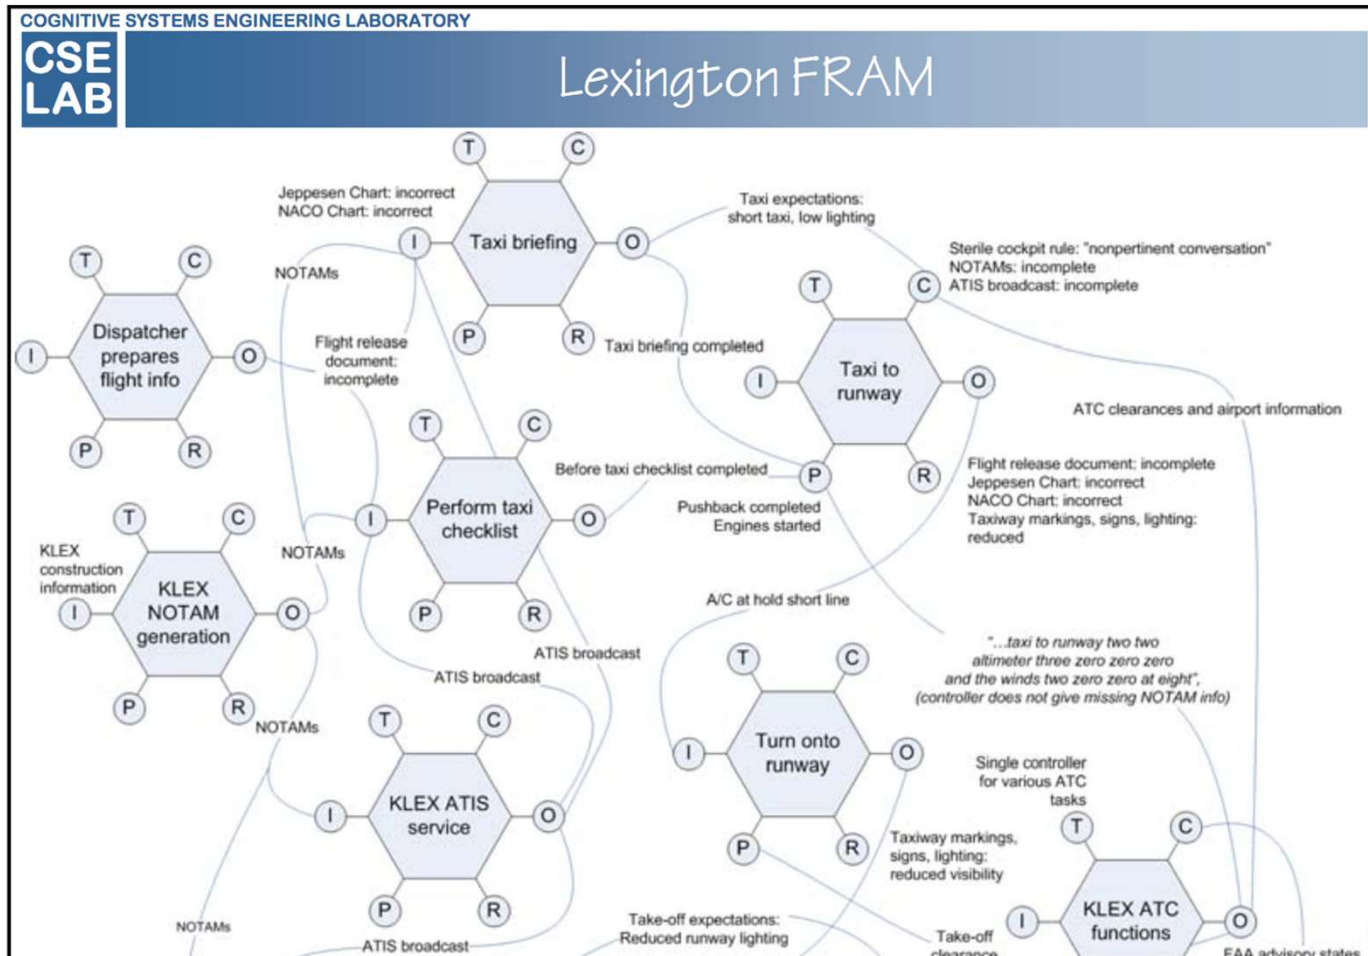 COGNITIVE SYSTEMS ENGINEERING LABORATORY
CSE
LAB
Lexington FRAM
T
C
Jeppesen Chart: incorrect
NACO Chart: incorrect
I
Taxi briefing
O
P
R
Taxi expectations:
short taxi, low lighting
Sterile cockpit rule: "nonpertinent conversation"
NOTAMs: incomplete
ATIS broadcast: incomplete
T
C
I
Dispatcher
prepares
flight info
O
P
R
NOTAMs
Flight release
document:
incomplete
Taxi briefing completed
T
C
I
Taxi to
runway
O
P
R
ATC clearances and airport information
T
C
I
Perform taxi
checklist
O
P
R
Before taxi checklist completed
Pushback completed
Engines started
Flight release document: incomplete
Jeppesen Chart: incorrect
NACO Chart: incorrect
Taxiway markings, signs, lighting:
reduced
T
C
KLEX
construction
information
I
KLEX
NOTAM
generation
O
P
R
NOTAMs
NOTAMs
ATIS broadcast
ATIS broadcast
A/C at hold short line
"...taxi to runway two two
altimeter three zero zero zero
and the winds two zero zero at eight",
(controller does not give missing NOTAM info)
T
C
I
Turn onto
runway
O
P
R
T
C
I
KLEX ATIS
service
O
P
R
Single controller
for various ATC
tasks
Taxiway markings,
signs, lighting:
reduced visibility
T
C
I
KLEX ATC
functions
O
NOTAMs
ATIS broadcast
Take-off expectations:
Reduced runway lighting
Take-off
clearance
FAA advisory states